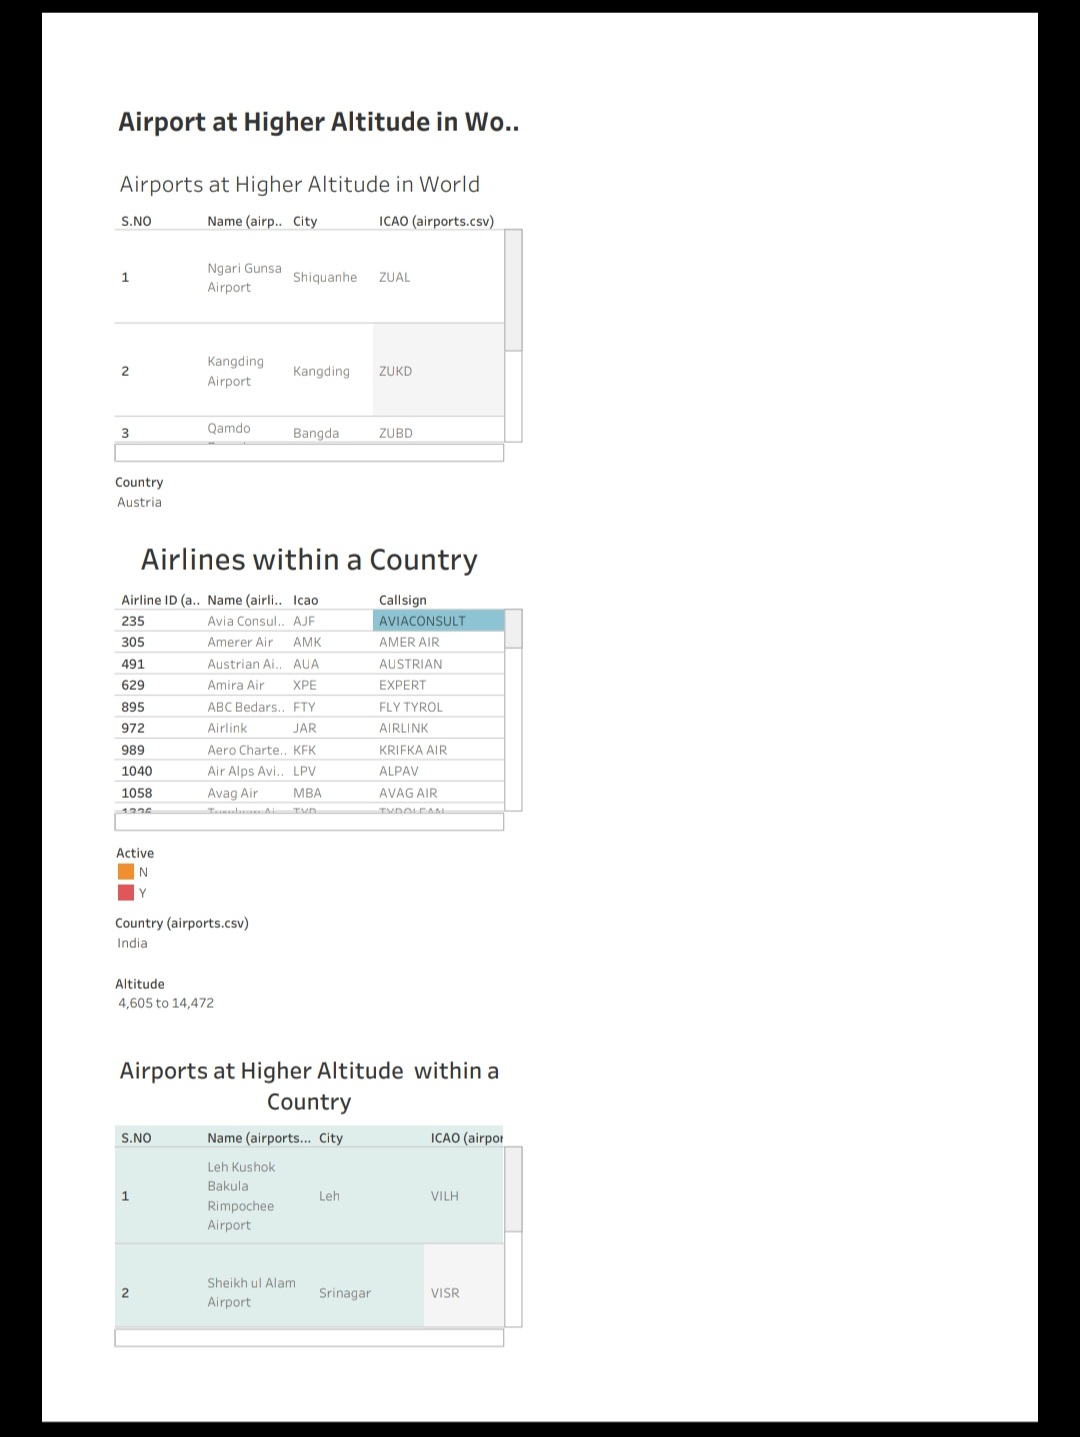 Airport at Higher Altitude in Wo..
Airports at Higher Altitude in World
S.NO Name (airp.. City ICAO (airports.csv)
1 Ngari Gunsa Airport Shiquanhe ZUAL
2 Kangding Airport Kangding ZUKD
3 Qamdo Bangda ZUBD
Country
Austria
Airlines within a Country
Airline ID (a.. Name (airli.. Icao Callsign
235 Avia Consul.. AJF AVIACONSULT
305 Amerer Air AMK AMER AIR
491 Austrian Ai.. AUA AUSTRIAN
629 Amira Air XPE EXPERT
895 ABC Bedars.. FTY FLY TYROL
972 Airlink JAR AIRLINK
989 Aero Charte.. KFK KRIFKA AIR
1040 Air Alps Avi.. LPV ALPAV
1058 Avag Air MBA AVAG AIR
Active
N
Y
Country (airports.csv)
India
Altitude
4,605 to 14,472
Airports at Higher Altitude within a
Country
S.NO Name (airports... City ICAO (airpor
1 Leh Kushok Bakula Rimpochee Airport Leh VILH
2 Sheikh ul Alam Airport Srinagar VISR